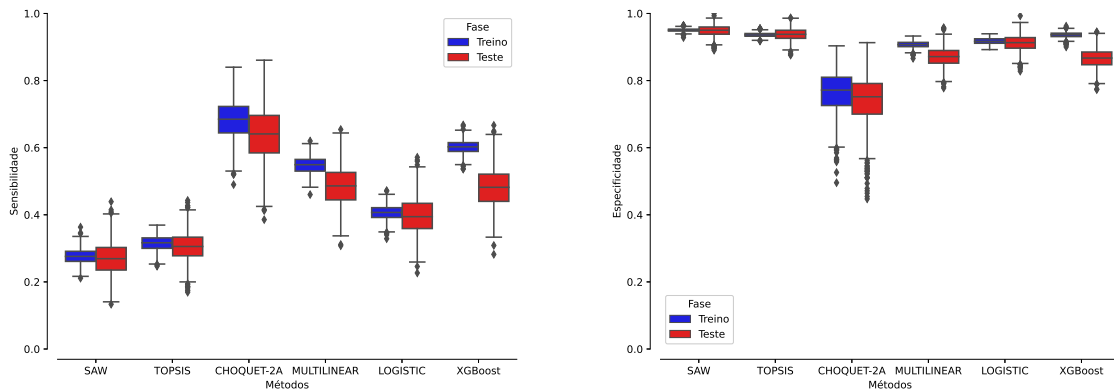 1.0
0.8
0.6
0.4
0.2
0.0
Sensibilidade
Fase
Treino
Teste
SAW TOPSIS CHOQUET-2A MULTILINEAR LOGISTIC XGBoost
Métodos
1.0
0.8
0.6
0.4
0.2
0.0
Especificidade
Fase
Treino
Teste
SAW TOPSIS CHOQUET-2A MULTILINEAR LOGISTIC XGBoost
Métodos